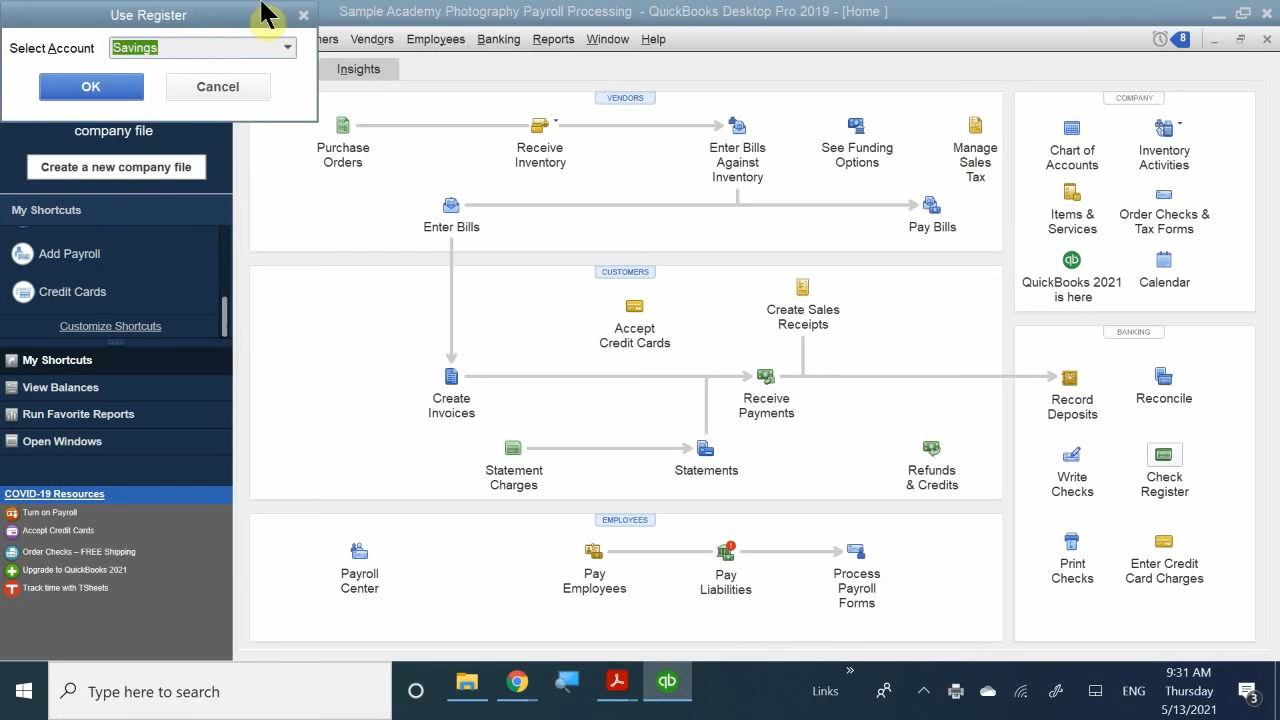 Use Register
Sample Academy Photography Payroll Processing - QuickBooks Desktop Pro 2019 - [Home ]
Select Account Savings
OK Cancel
Vendors Employees Banking Reports Window Help
8
Insights
company file
Create a new company file
My Shortcuts
Add Payroll
Credit Cards
Customize Shortcuts
My Shortcuts
View Balances
Run Favorite Reports
Open Windows
COVID-19 Resources
Turn on Payroll
Accept Credit Cards
Order Checks – FREE Shipping
Upgrade to QuickBooks 2021
Track time with TSheets
VENDORS
Purchase
Orders
Receive
Inventory
Enter Bills
Against
Inventory
See Funding
Options
Manage
Sales
Tax
Enter Bills
Pay Bills
CUSTOMERS
Accept
Credit Cards
Create Sales
Receipts
Create
Invoices
Receive
Payments
Statement
Charges
Statements
Refunds
& Credits
EMPLOYEES
Payroll
Center
Pay
Employees
Pay
Liabilities
Process
Payroll
Forms
COMPANY
Chart of
Accounts
Inventory
Activities
Items &
Services
Order Checks &
Tax Forms
qb
QuickBooks 2021
is here
Calendar
BANKING
Record
Deposits
Reconcile
Write
Checks
Check
Register
Print
Checks
Enter Credit
Card Charges
Type here to search
qb
Links
»
ENG
9:31 AM
Thursday
5/13/2021
3